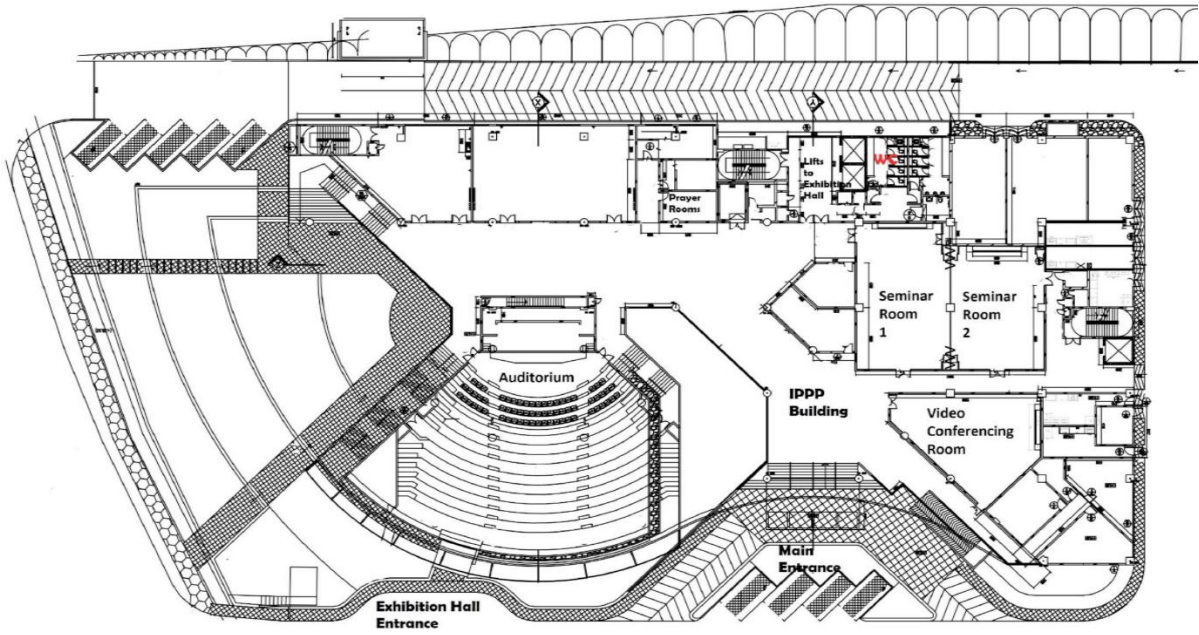 X
Y
Lifts
to
Exhibition
Hall
WC
Prayer
Rooms
Seminar
Room
1
Seminar
Room
2
Auditorium
IPPP
Building
Video
Conferencing
Room
Main
Entrance
Exhibition Hall
Entrance